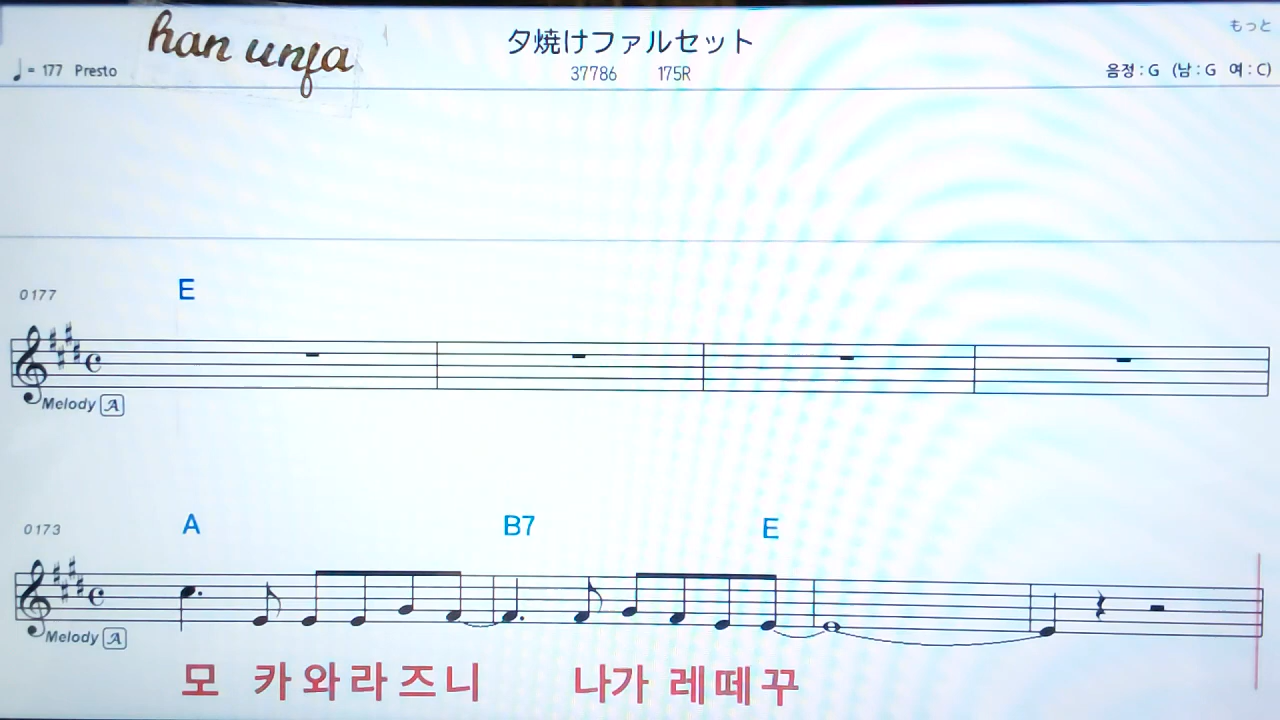 han unfa
夕焼けファルセット
もっと
♩= 177 Presto
37786 175R
음정 : G (남 : G 여 : C)
0177
E
Melody A
0173
A B7 E
Melody A
모 카 와 라 즈 니 나 가 레 떼 꾸